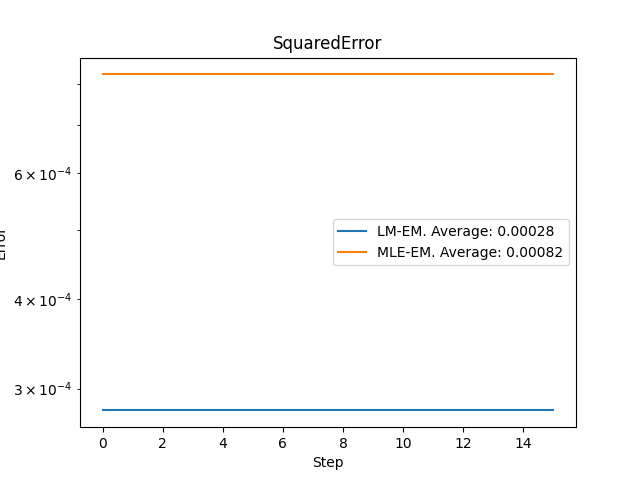 SquaredError
6 × 10⁻⁴
4 × 10⁻⁴
3 × 10⁻⁴
Error
LM-EM. Average: 0.00028
MLE-EM. Average: 0.00082
0 2 4 6 8 10 12 14
Step